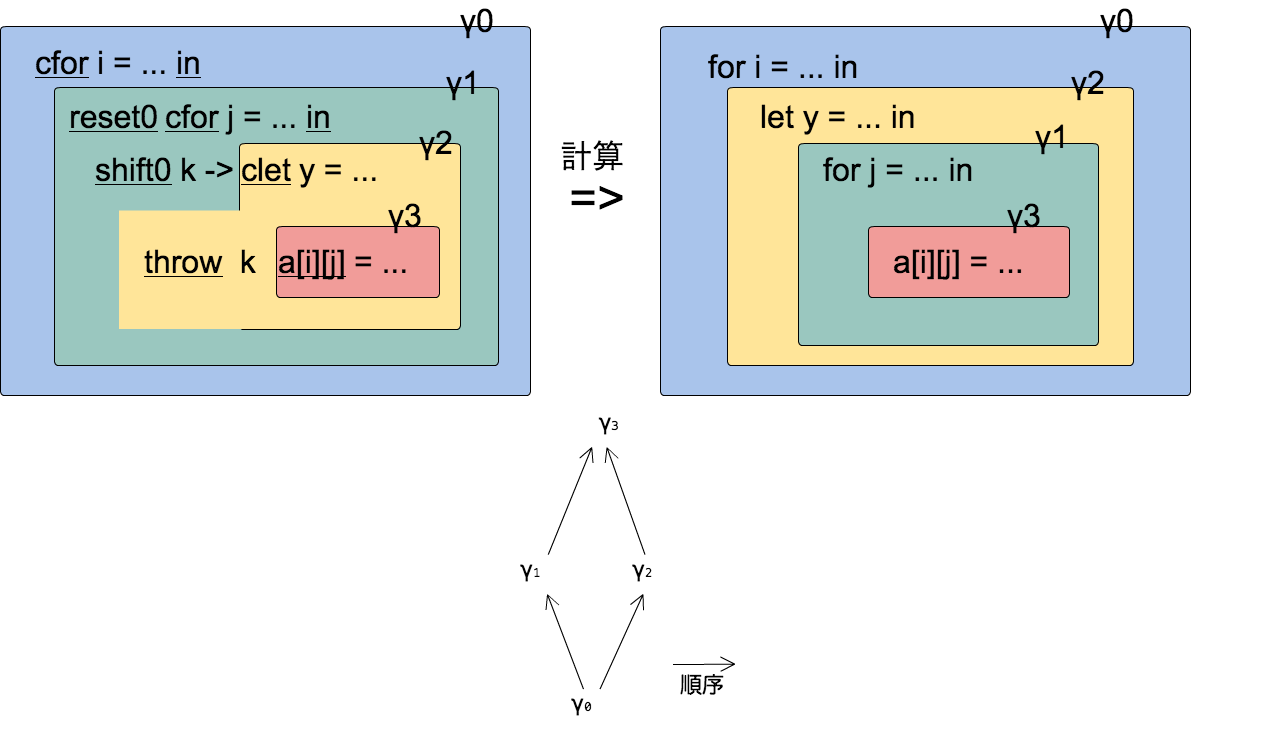 γ0
cfor i = ... in
γ1
reset0 cfor j = ... in
γ2
shift0 k -> clet y = ...
γ3
throw k a[i][j] = ...
計算
=>
γ0
for i = ... in
γ2
let y = ... in
γ1
for j = ... in
γ3
a[i][j] = ...
γ3
γ1 γ2
γ0
順序